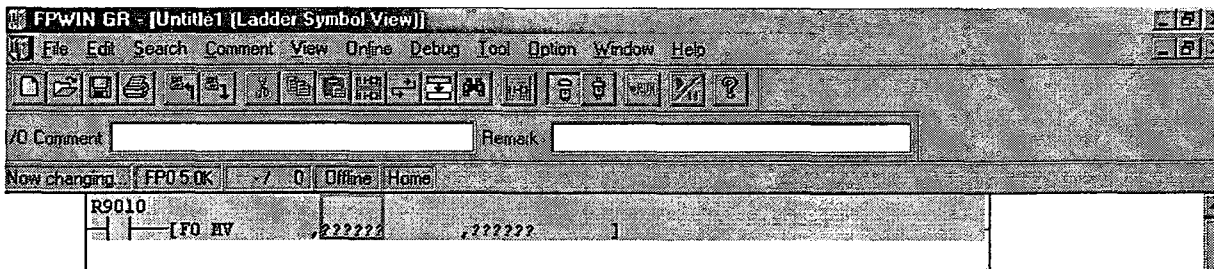 FPWIN GR - [Untitle1 (Ladder Symbol View)]
File Edit Search Comment View Online Debug Tool Option Window Help
/O Comment Remark
Now changing... FP0 5.0K -/ 0 Offline Home
R9010
[F0 MV ,?????? ,?????? ]